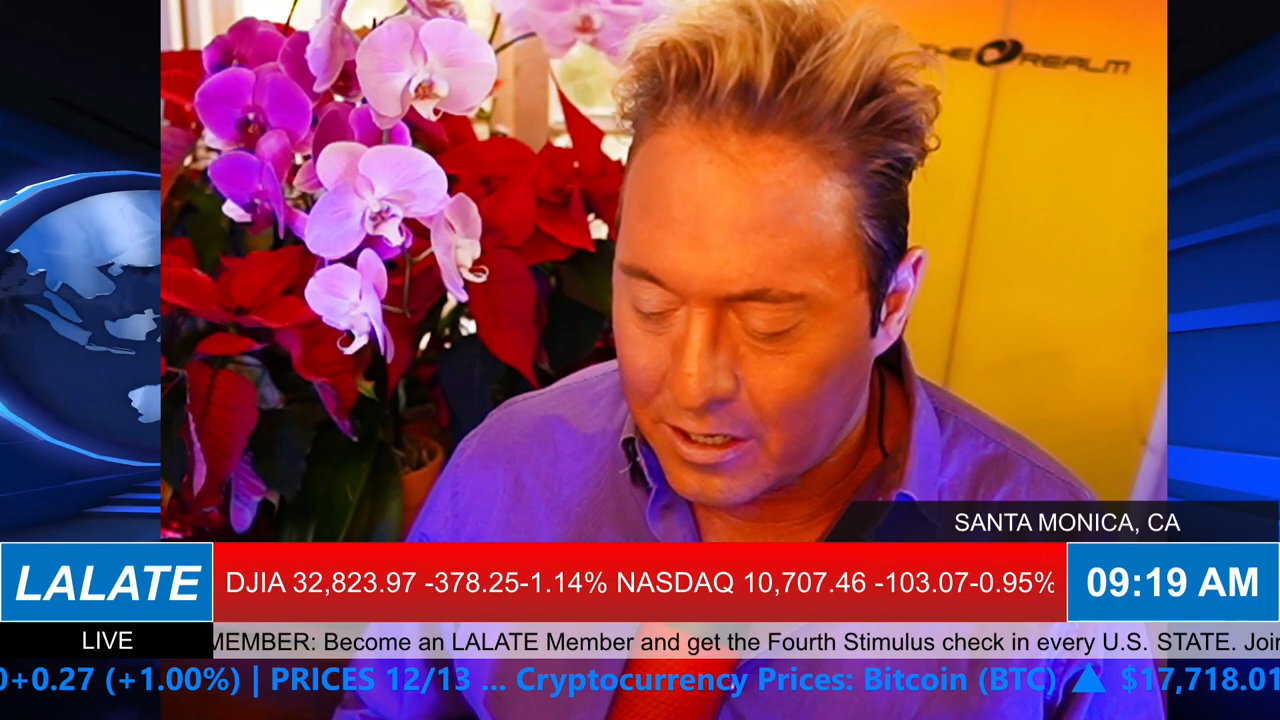 THE REALM
SANTA MONICA, CA
LALATE
DJIA 32,823.97 -378.25-1.14% NASDAQ 10,707.46 -103.07-0.95%
09:19 AM
LIVE
MEMBER: Become an LALATE Member and get the Fourth Stimulus check in every U.S. STATE. Join
0+0.27 (+1.00%) | PRICES 12/13 ... Cryptocurrency Prices: Bitcoin (BTC) ▲ $17,718.01